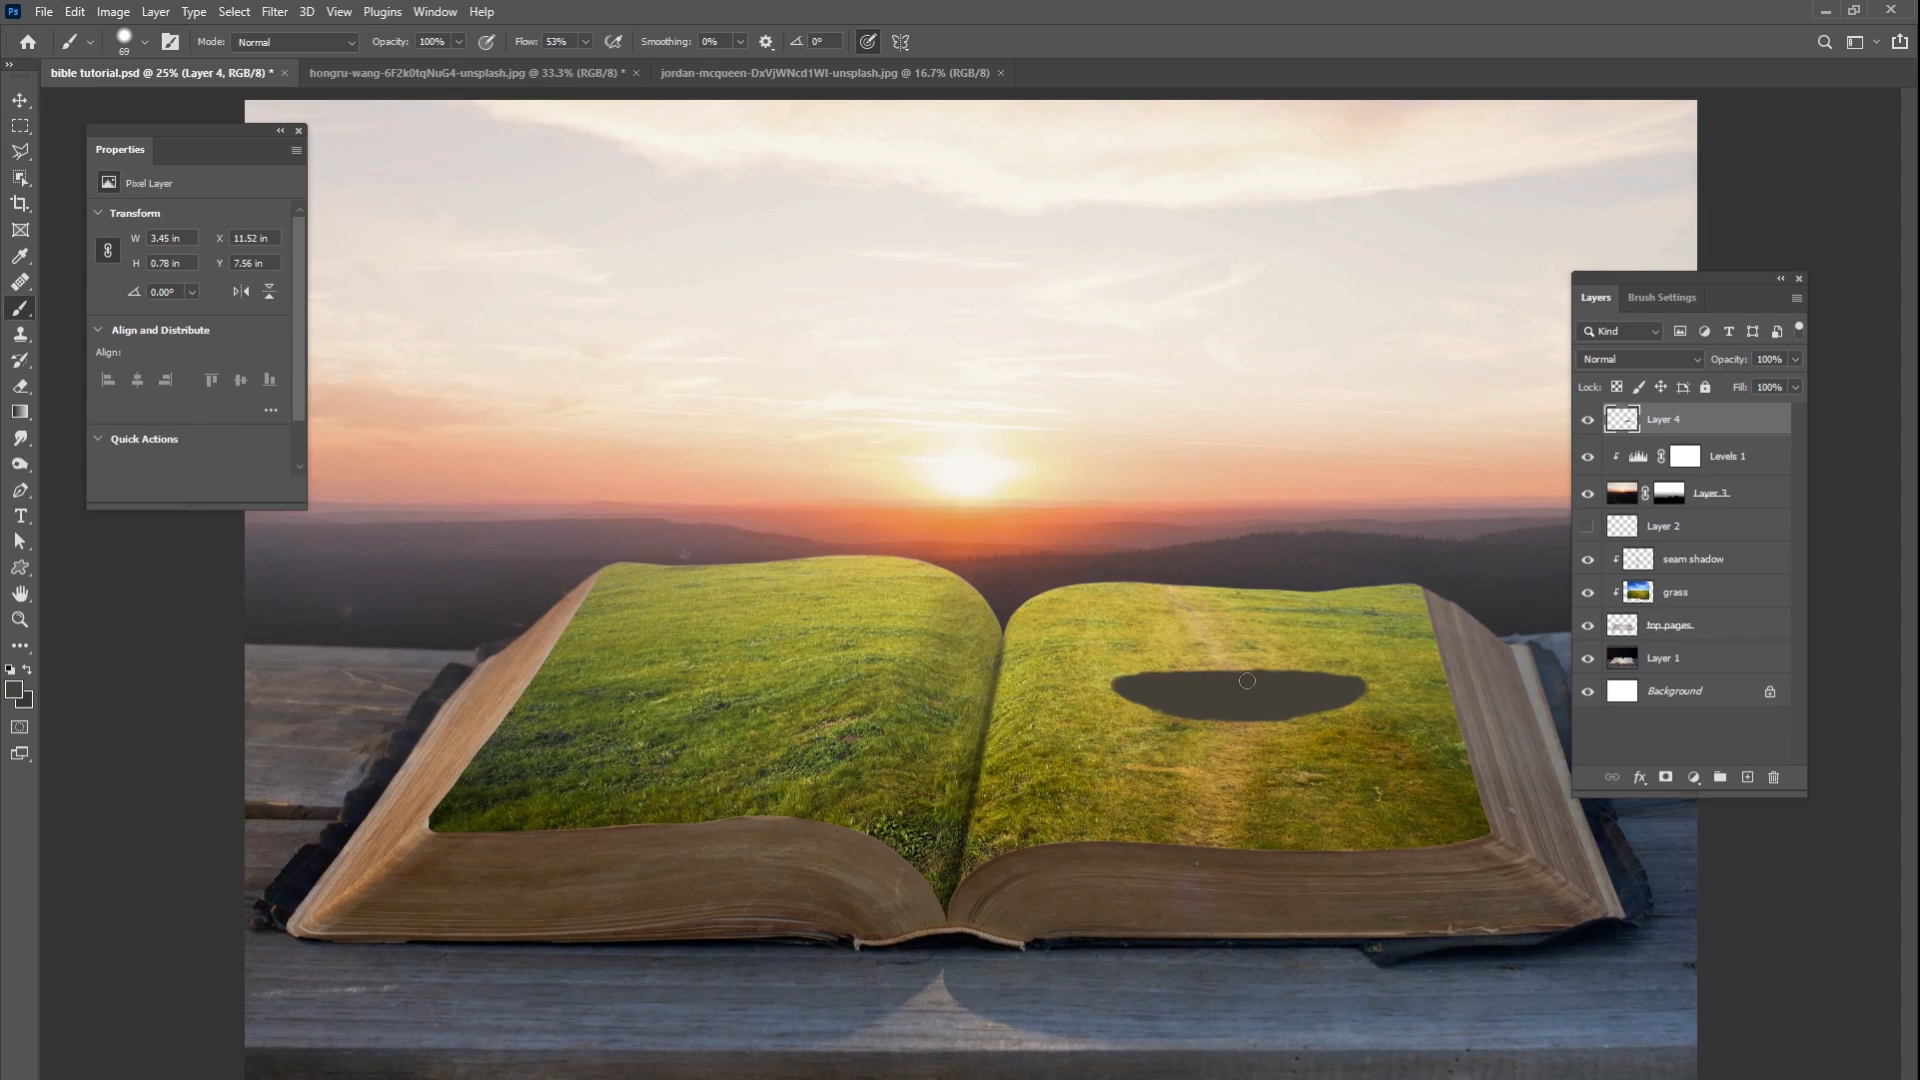 Ps File Edit Image Layer Type Select Filter 3D View Plugins Window Help
69 Mode: Normal Opacity: 100% Flow: 53% Smoothing: 0% 0°
bible tutorial.psd @ 25% (Layer 4, RGB/8) * × hongru-wang-6F2k0tqNuG4-unsplash.jpg @ 33.3% (RGB/8) * × jordan-mcqueen-DxVjWNcd1WI-unsplash.jpg @ 16.7% (RGB/8) ×
Properties
Pixel Layer
Transform
W 3.45 in X 11.52 in
H 0.78 in Y 7.56 in
0.00°
Align and Distribute
Align:
Quick Actions
Layers Brush Settings
Kind
Normal Opacity: 100%
Lock: Fill: 100%
Layer 4
Levels 1
Layer 3
Layer 2
seam shadow
grass
top pages
Layer 1
Background
fx